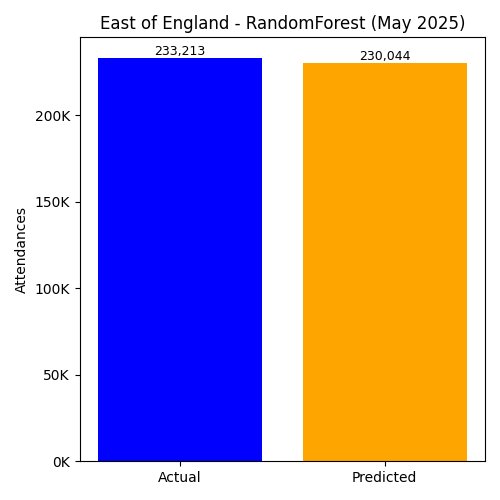 East of England - RandomForest (May 2025)
233,213
230,044
200K
150K
100K
50K
0K
Attendances
Actual
Predicted